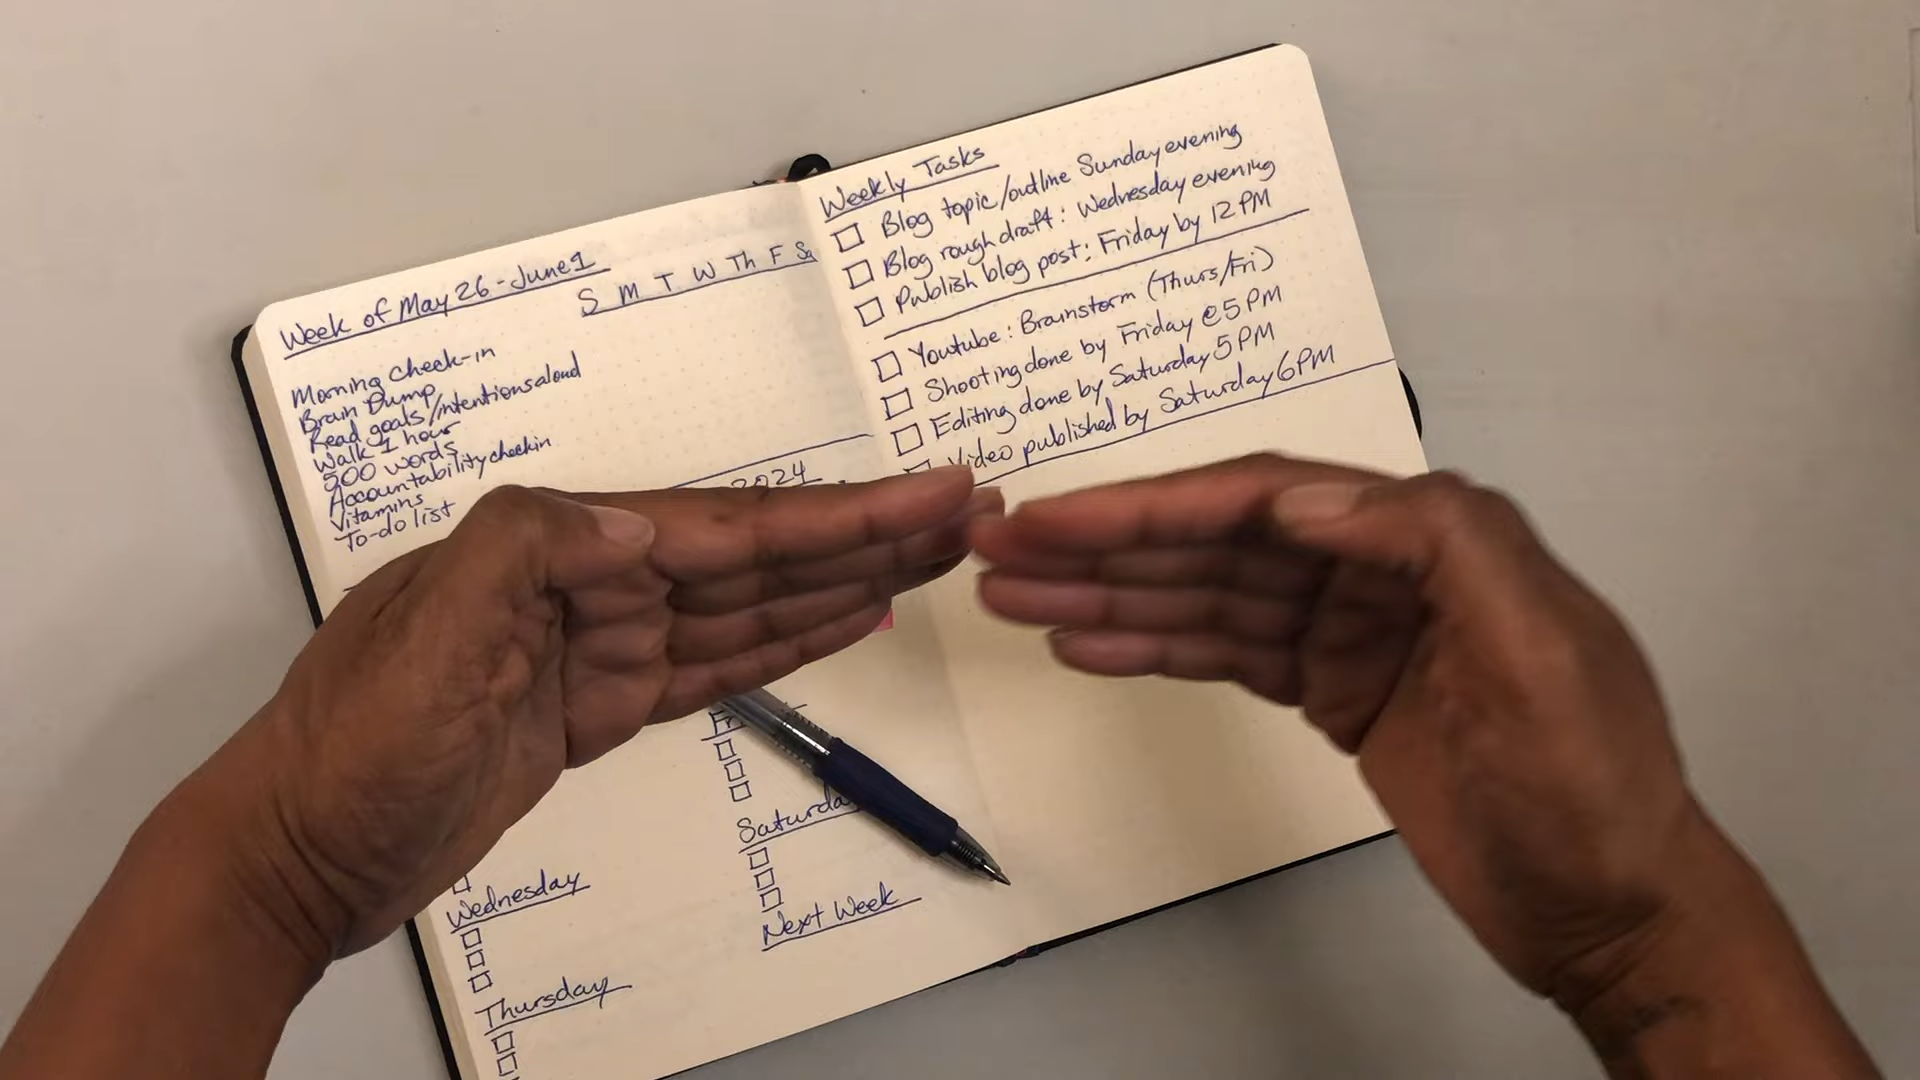 Week of May 26 - June 1
S M T W Th F Sa
Morning check-in
Brain Dump
Read goals/intentions aloud
Walk 1 hour
500 words
Accountability checkin
Vitamins
To-do list
2024
Wednesday
Thursday
Saturda
Next Week
Weekly Tasks
Blog topic/outline Sunday evening
Blog rough draft: Wednesday evening
Publish blog post: Friday by 12 PM
Youtube: Brainstorm (Thurs/Fri)
Shooting done by Friday @ 5 PM
Editing done by Saturday 5 PM
Video published by Saturday 6 PM